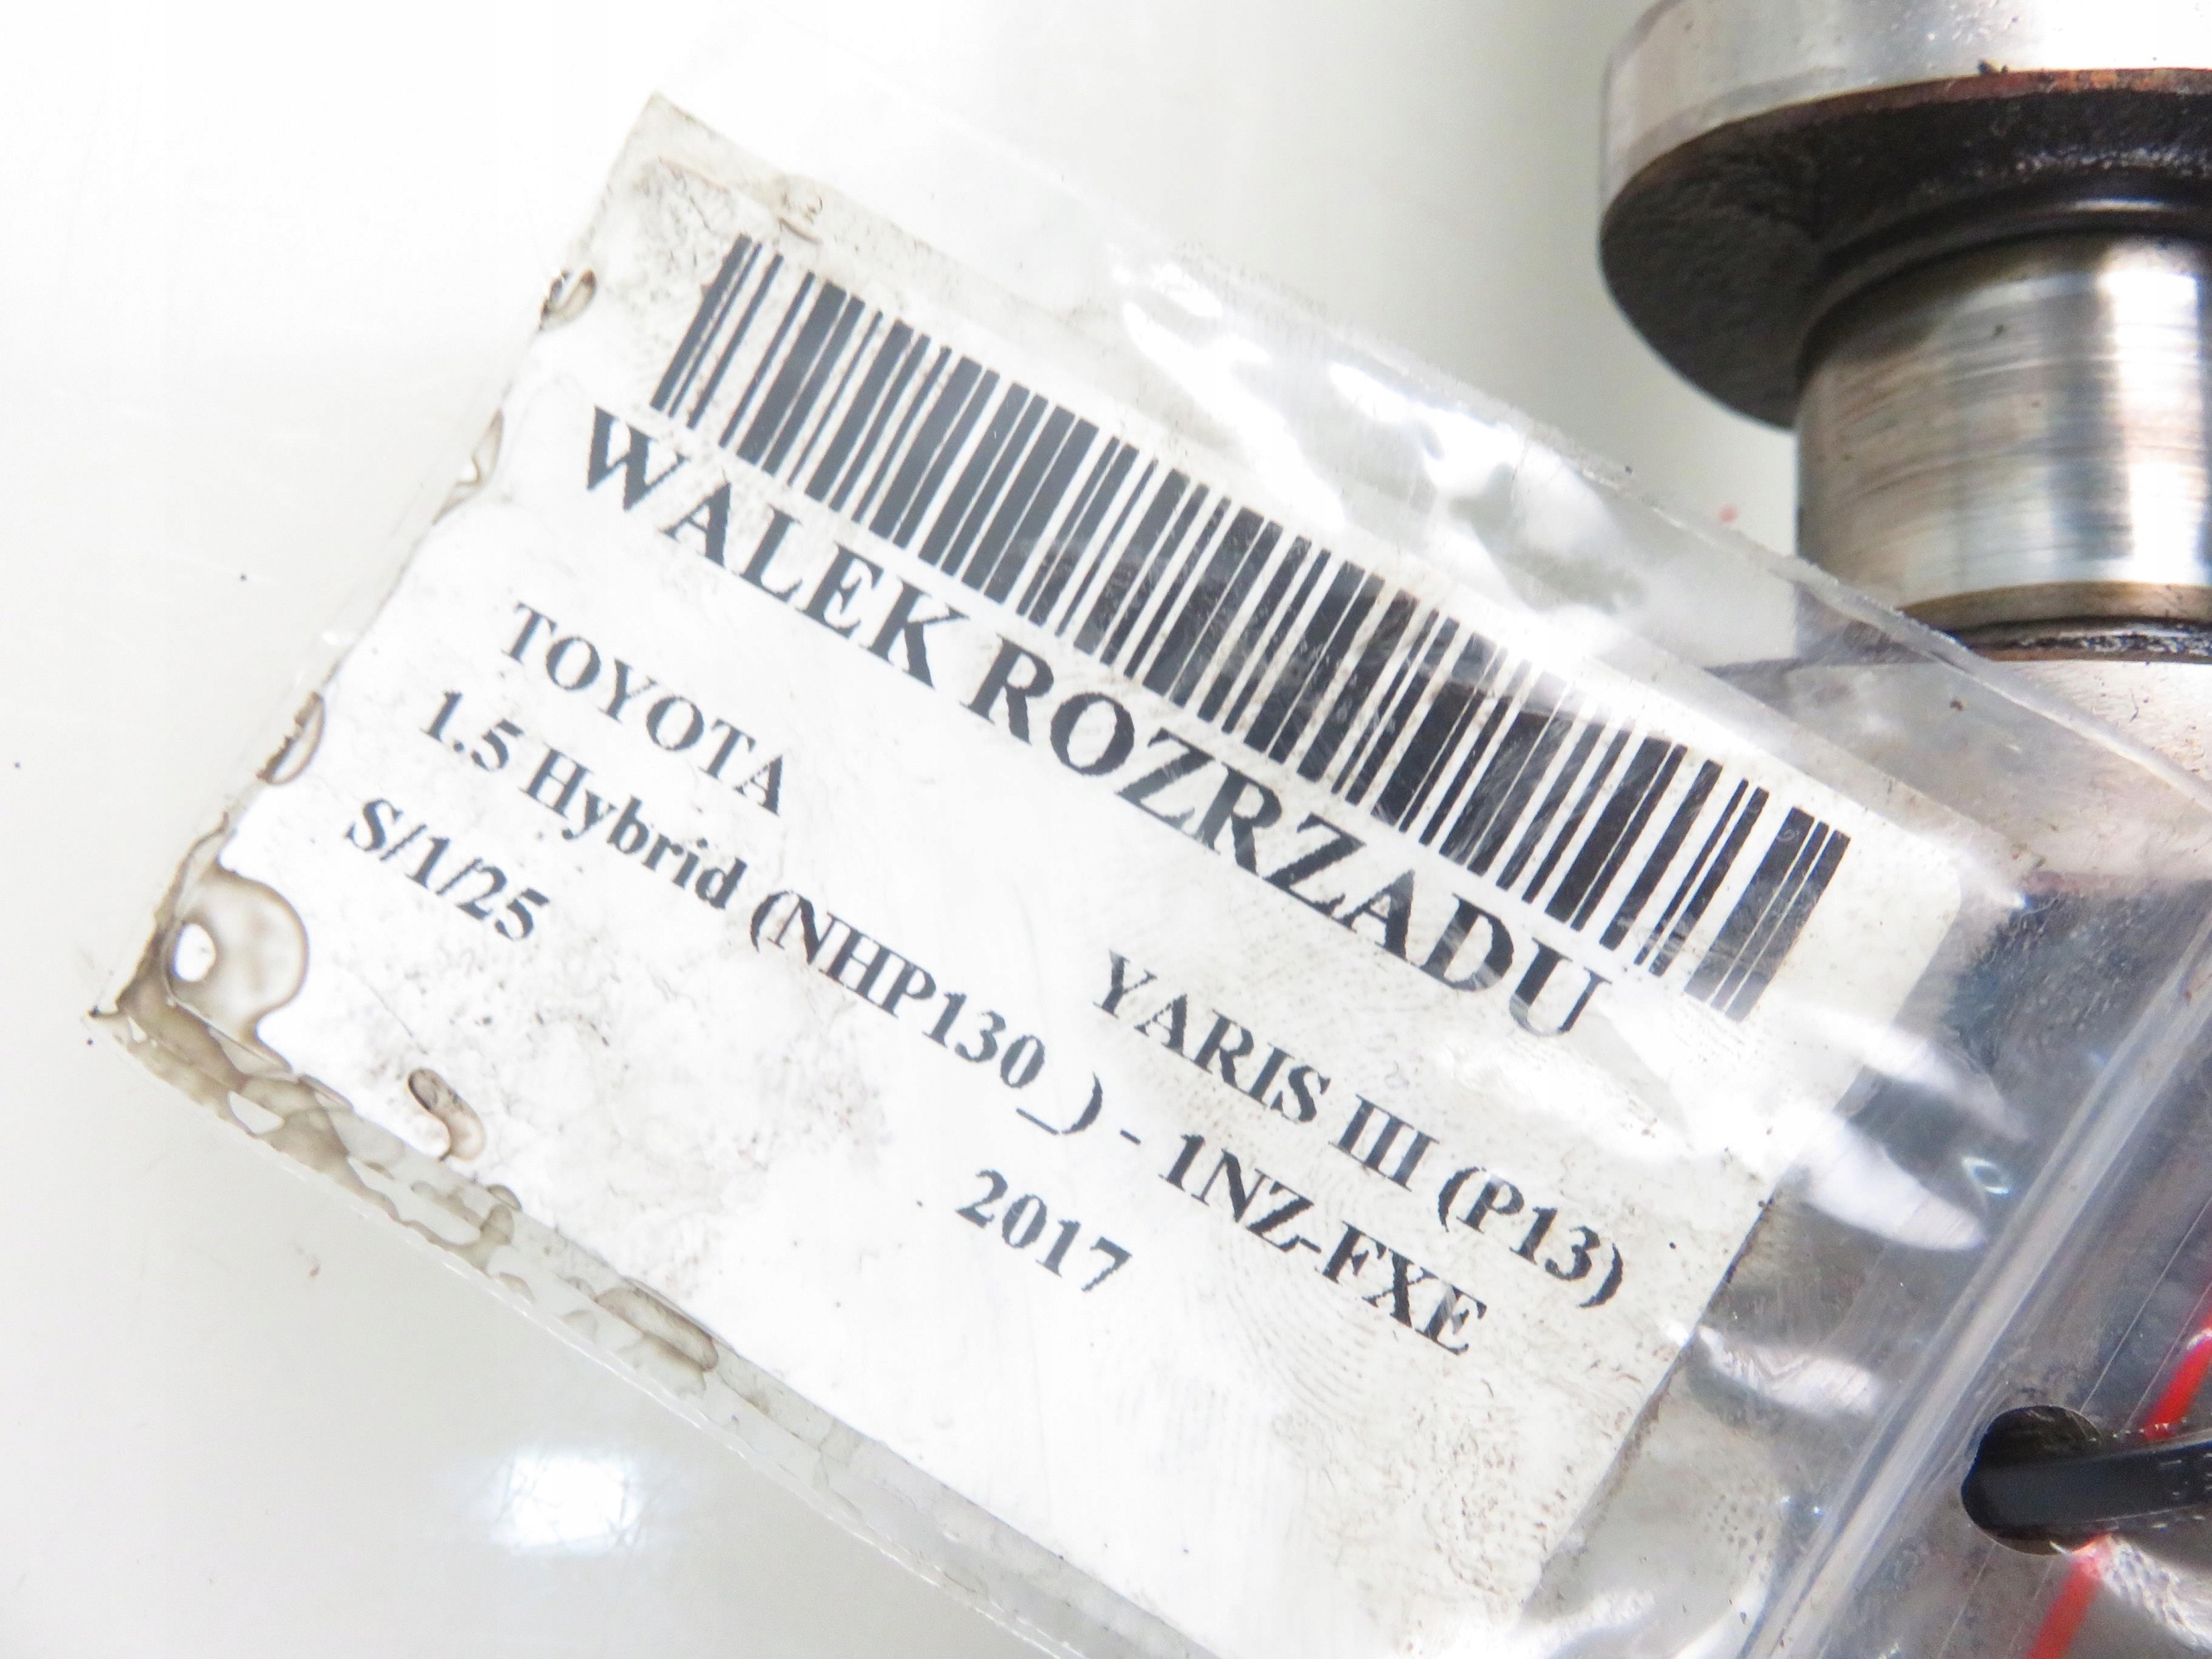 WALEK ROZRZADU
TOYOTA YARIS III (P13)
1.5 Hybrid (NHP130_) - 1NZ-FXE
S/1/25 2017